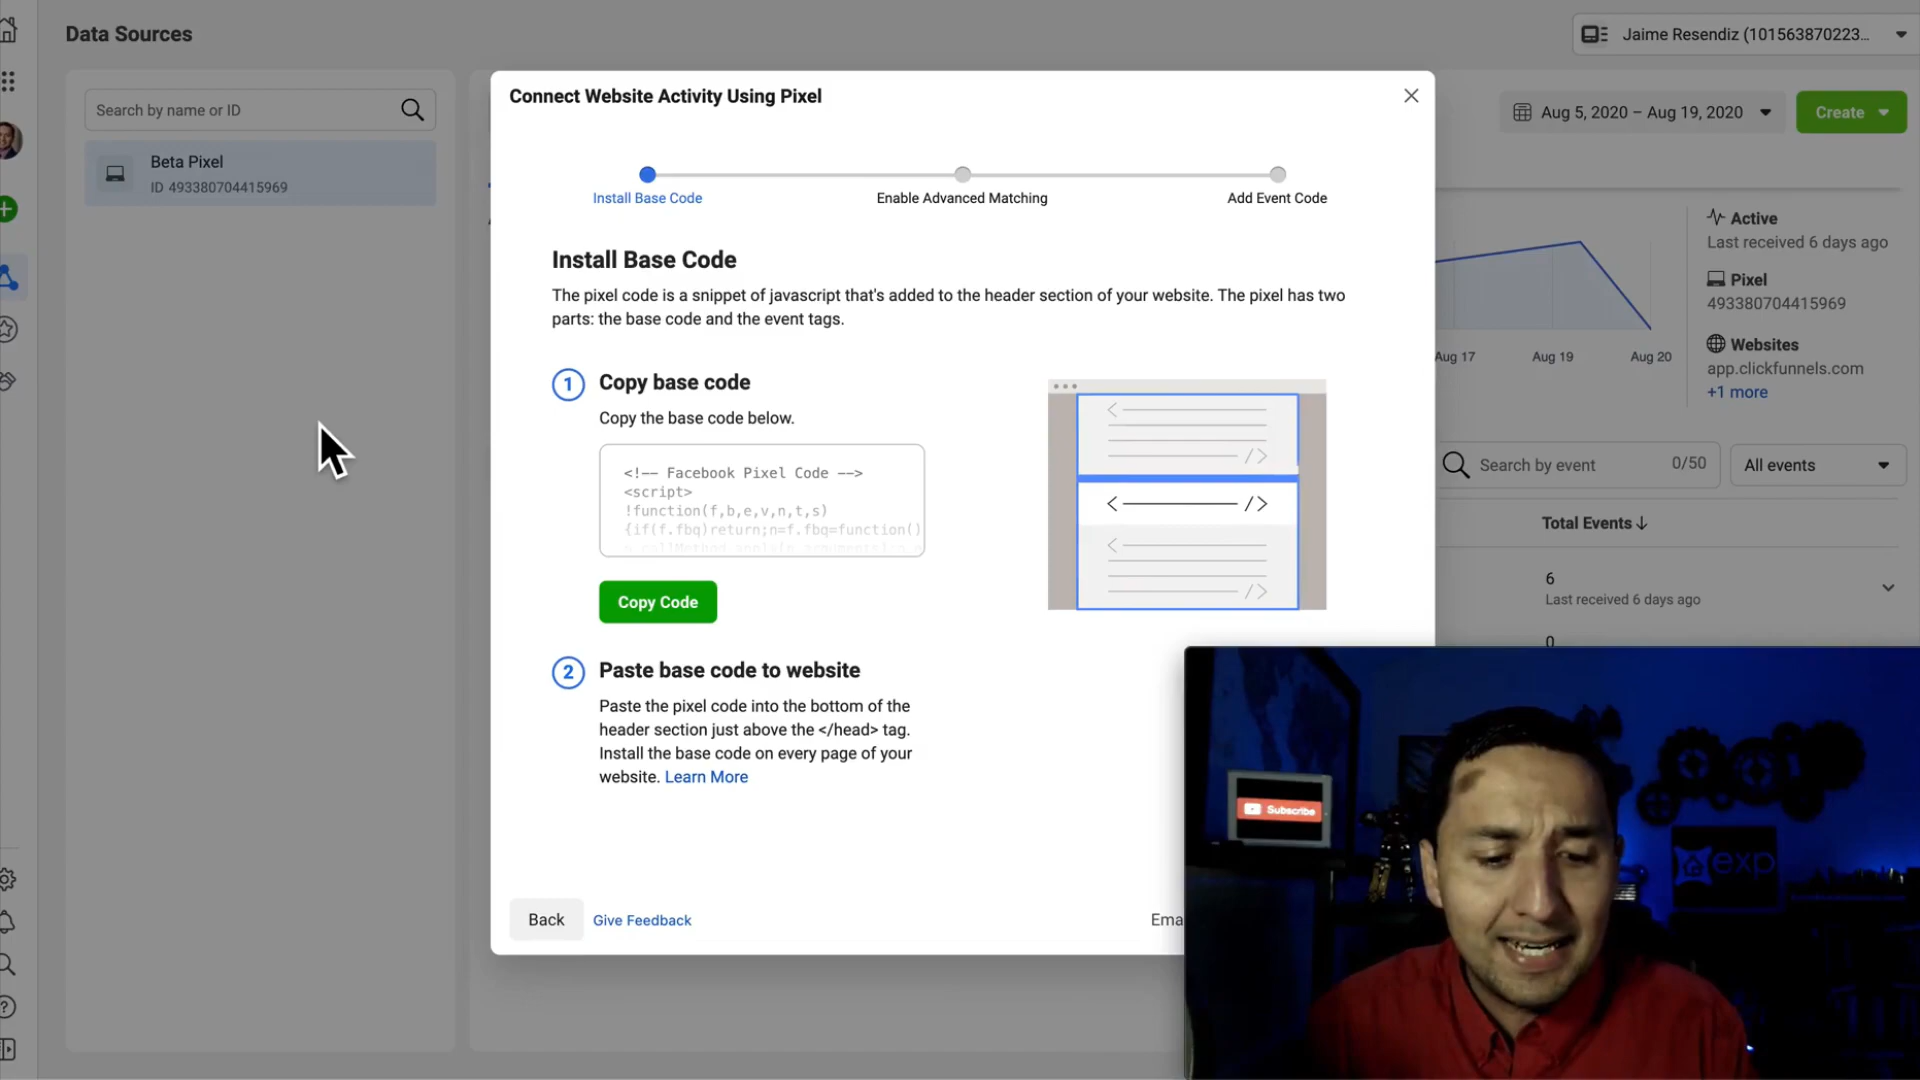 Data Sources
Jaime Resendiz (101563870223...
Search by name or ID
Beta Pixel
ID 493380704415969
Connect Website Activity Using Pixel
Aug 5, 2020 – Aug 19, 2020
Create
Install Base Code
Enable Advanced Matching
Add Event Code
Install Base Code
The pixel code is a snippet of javascript that's added to the header section of your website. The pixel has two
parts: the base code and the event tags.
1
Copy base code
Copy the base code below.
<!-- Facebook Pixel Code -->
<script>
!function(f,b,e,v,n,t,s)
{if(f.fbq)return;n=f.fbq=function()
Copy Code
2
Paste base code to website
Paste the pixel code into the bottom of the
header section just above the </head> tag.
Install the base code on every page of your
website. Learn More
Back
Give Feedback
Ema
Active
Last received 6 days ago
Pixel
493380704415969
Websites
app.clickfunnels.com
+1 more
Aug 17
Aug 19
Aug 20
Search by event
0/50
All events
Total Events
6
Last received 6 days ago
0
Subscribe
exp